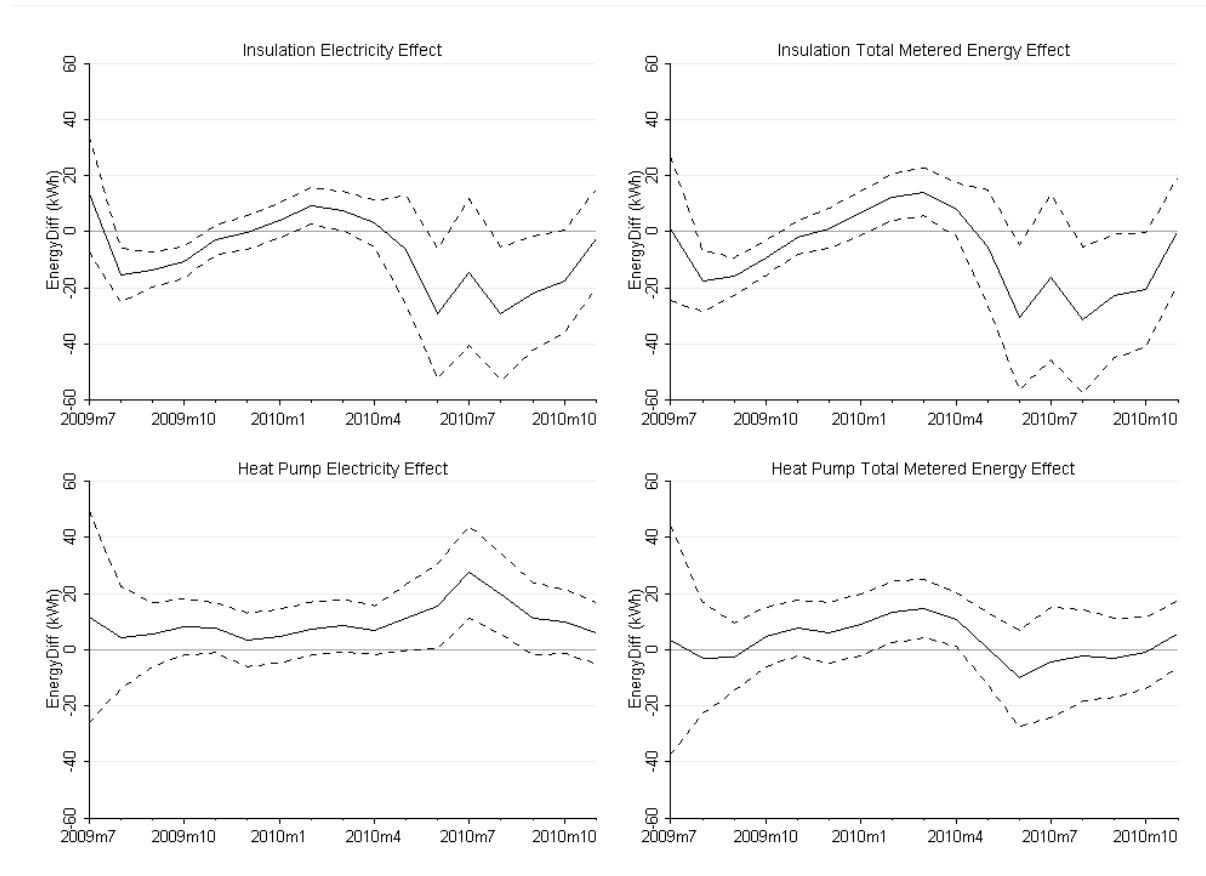 Insulation Electricity Effect
EnergyDiff (kWh)
60
40
20
0
-20
-40
-60
2009m7 2009m10 2010m1 2010m4 2010m7 2010m10
Insulation Total Metered Energy Effect
EnergyDiff (kWh)
60
40
20
0
-20
-40
-60
2009m7 2009m10 2010m1 2010m4 2010m7 2010m10
Heat Pump Electricity Effect
EnergyDiff (kWh)
60
40
20
0
-20
-40
-60
2009m7 2009m10 2010m1 2010m4 2010m7 2010m10
Heat Pump Total Metered Energy Effect
EnergyDiff (kWh)
60
40
20
0
-20
-40
-60
2009m7 2009m10 2010m1 2010m4 2010m7 2010m10